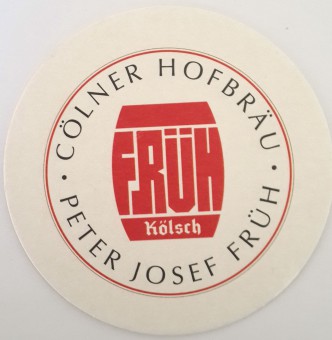 CÖLNER HOFBRÄU
FRÜH
Kölsch
PETER JOSEF FRÜH